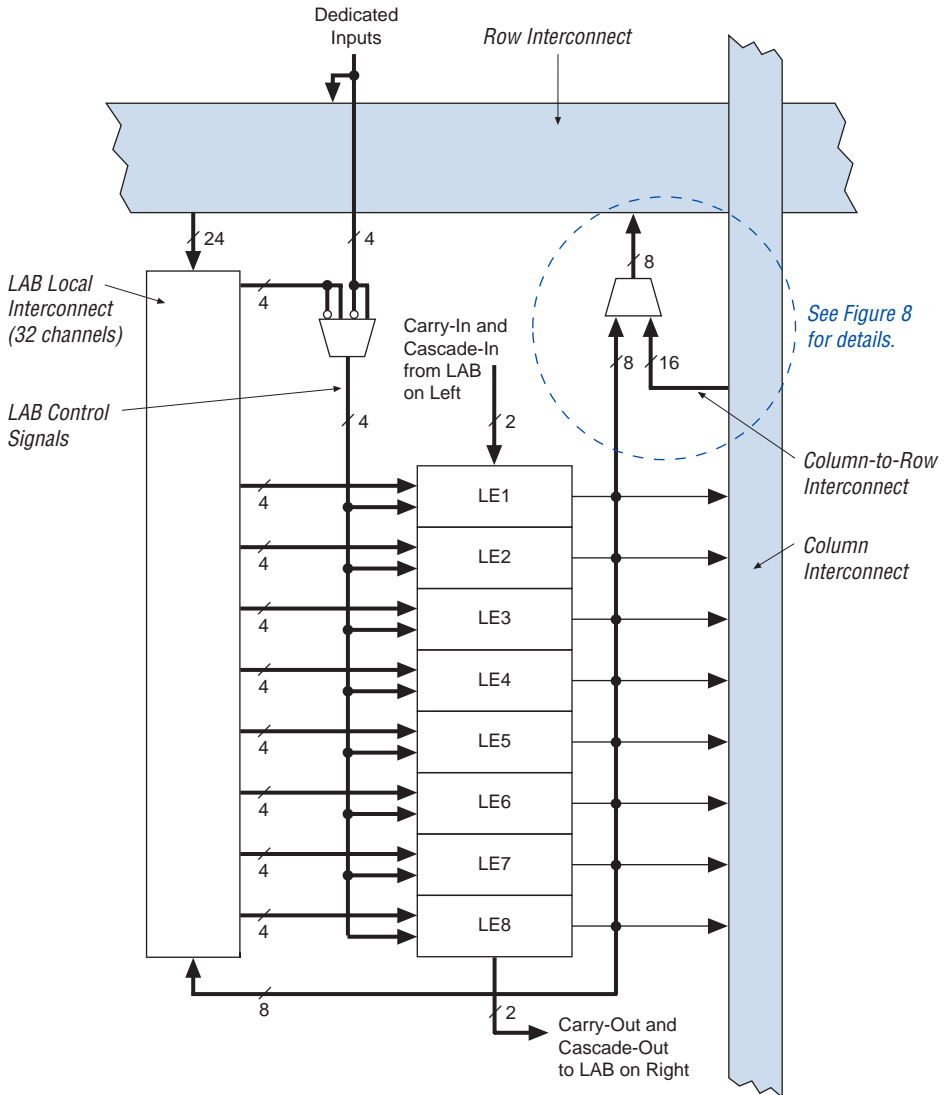 Dedicated
Inputs
Row Interconnect
24
4
8
LAB Local
Interconnect
(32 channels)
4
See Figure 8
for details.
Carry-In and
Cascade-In
from LAB
on Left
8
16
LAB Control
Signals
4
2
Column-to-Row
Interconnect
4
LE1
4
LE2
Column
Interconnect
4
LE3
4
LE4
4
LE5
4
LE6
4
LE7
4
LE8
8
2
Carry-Out and
Cascade-Out
to LAB on Right